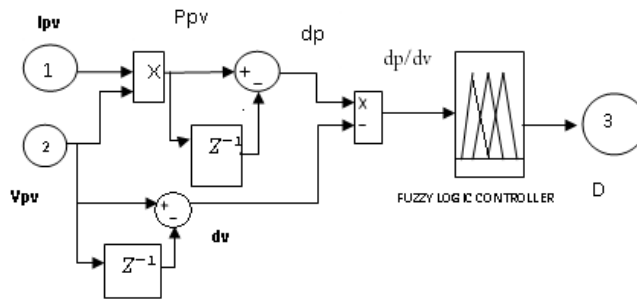 Ipv
Ppv
dp
dp/dv
1
X
+
-
X
-
3
2
Z⁻¹
Vpv
+
-
dv
FUZZY LOGIC CONTROLLER
D
Z⁻¹